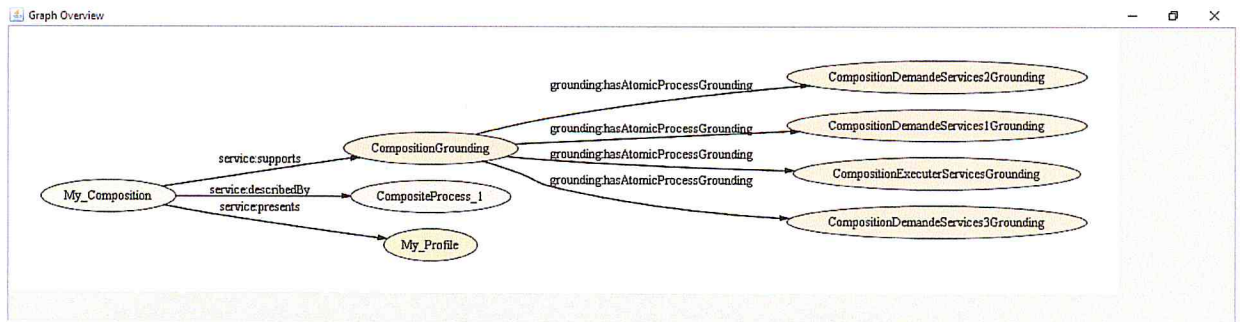 Graph Overview
grounding:hasAtomicProcessGrounding
CompositionDemandeServices2Grounding
grounding:hasAtomicProcessGrounding
CompositionDemandeServices1Grounding
CompositionGrounding
grounding:hasAtomicProcessGrounding
service:supports
CompositionExecuterServicesGrounding
grounding:hasAtomicProcessGrounding
My_Composition
service:describedBy
CompositeProcess_1
service:presents
CompositionDemandeServices3Grounding
My_Profile